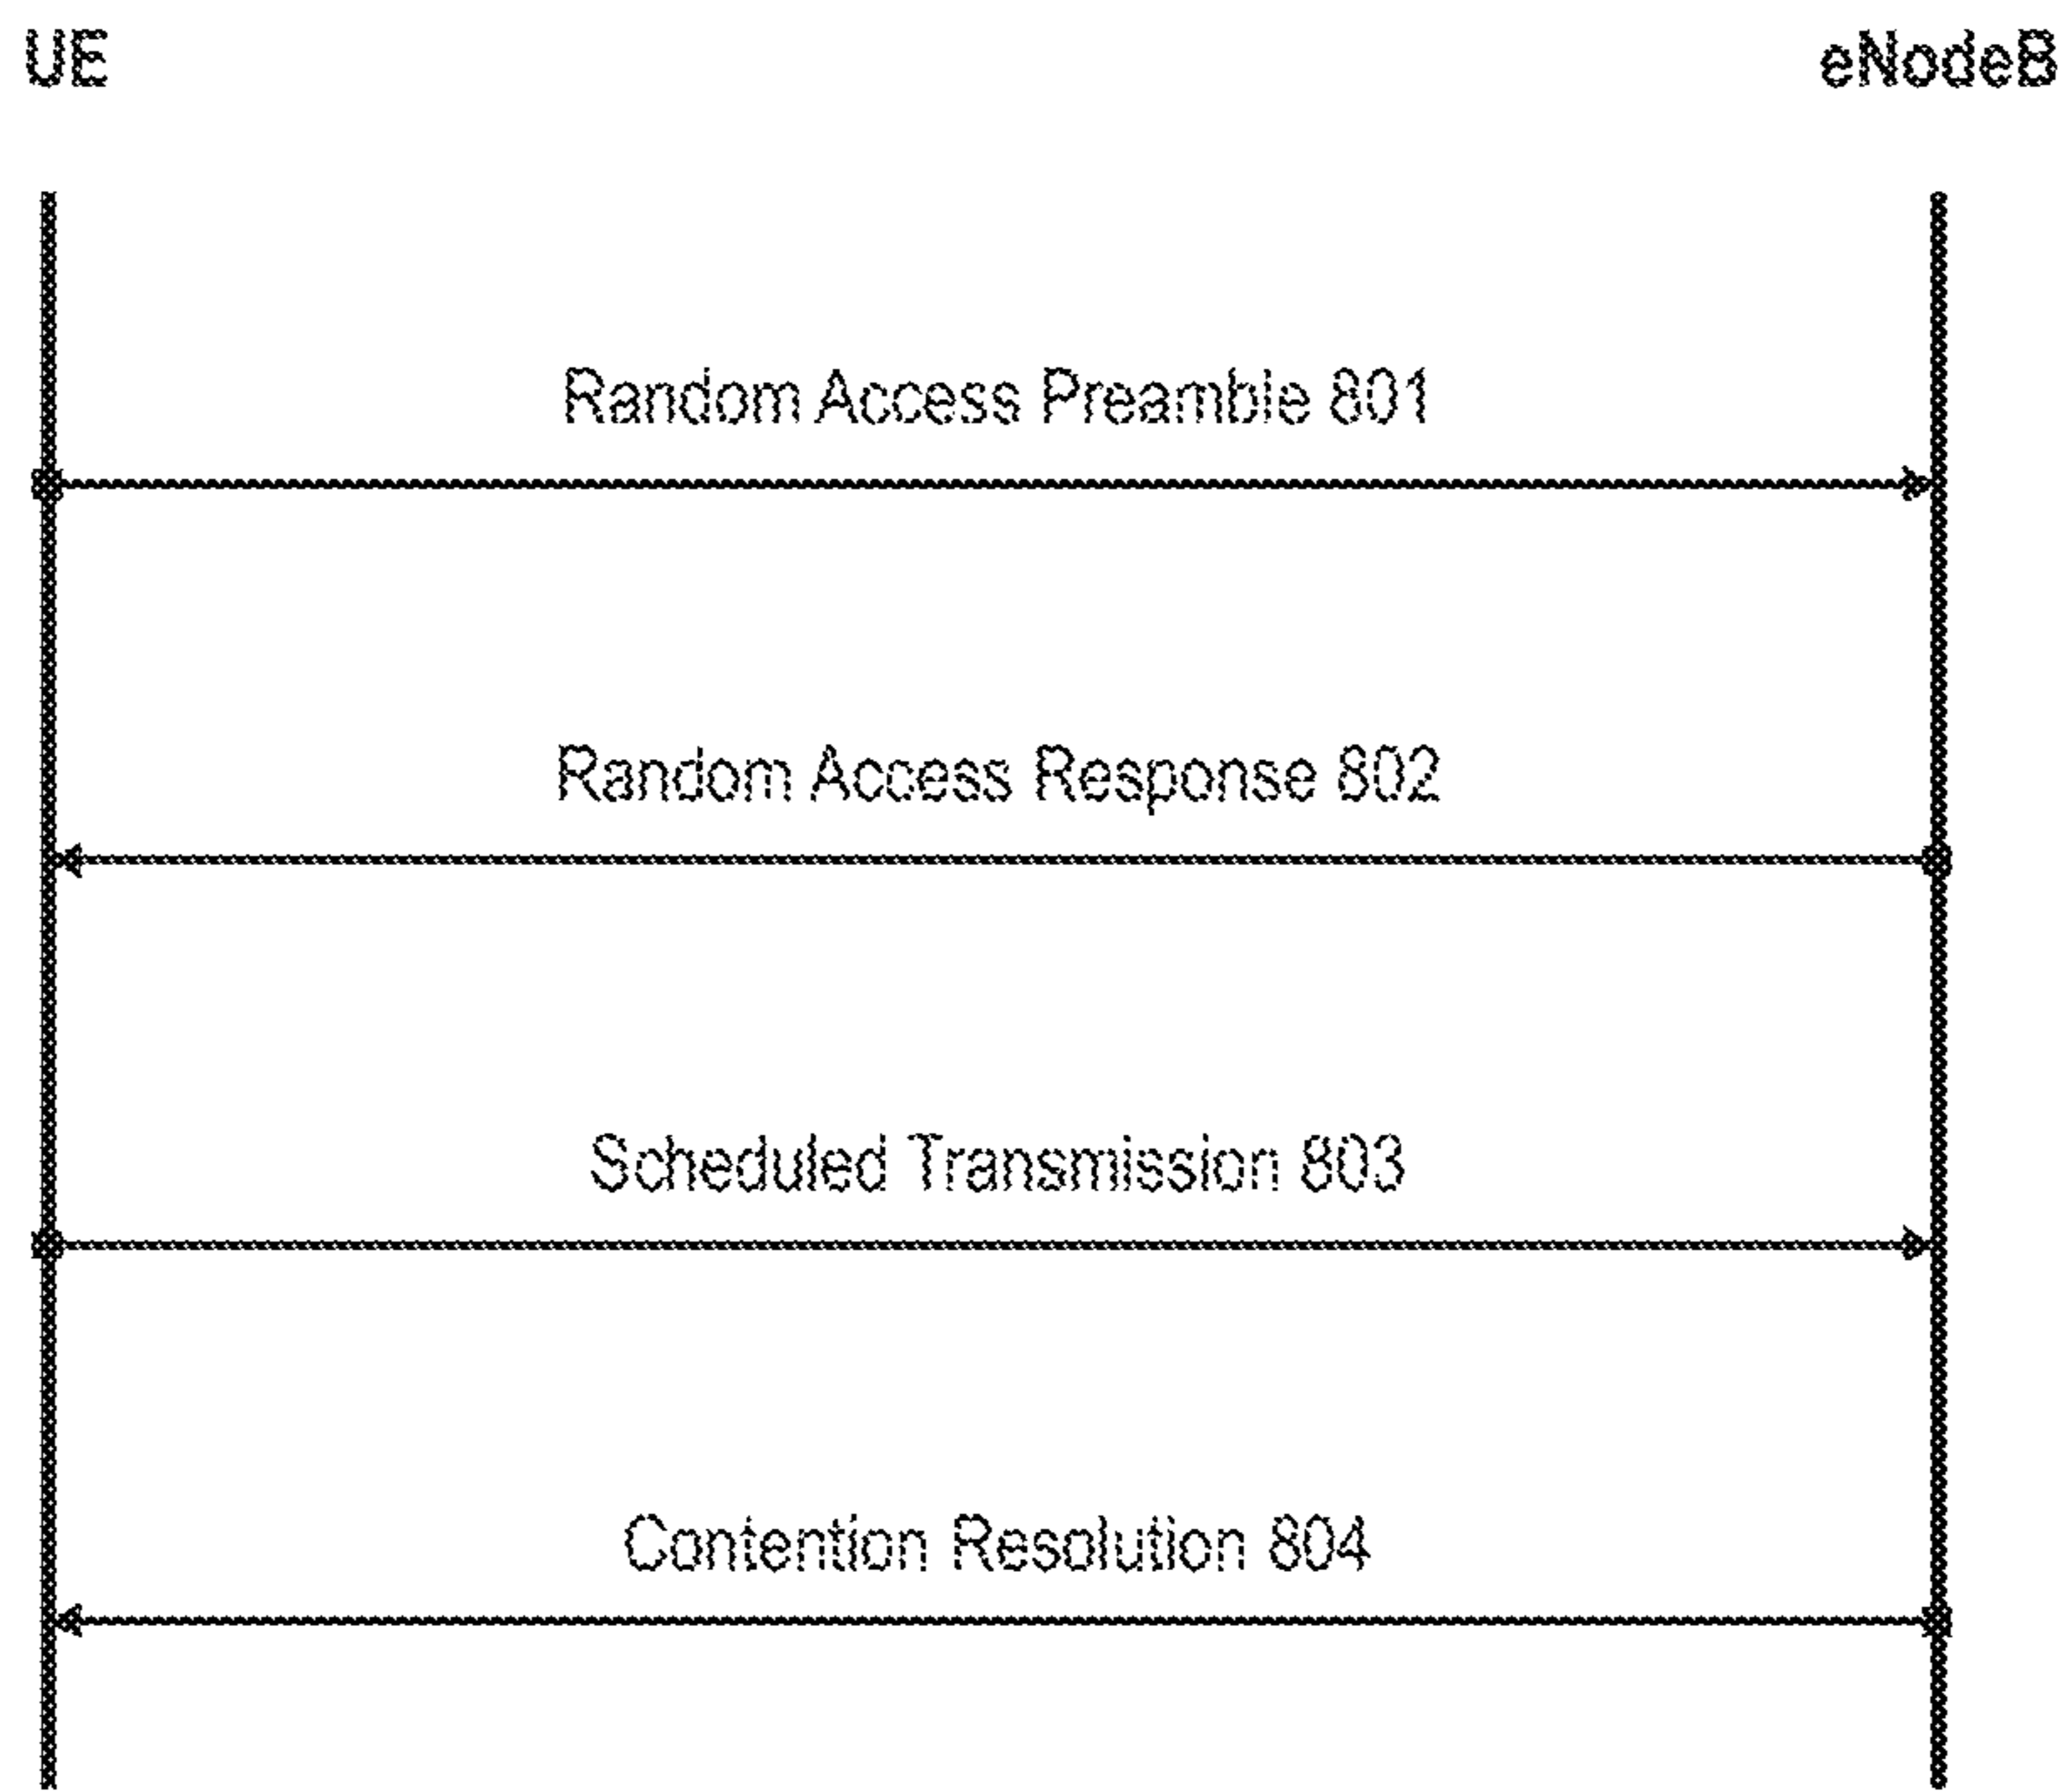 UE
eNodeB
Random Access Preamble 801
Random Access Response 802
Scheduled Transmission 803
Contention Resolution 804